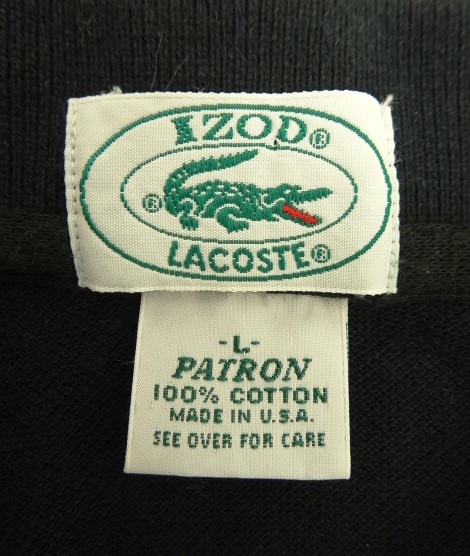 IZOD®
®
LACOSTE®
-L-
PATRON
100% COTTON
MADE IN U.S.A.
SEE OVER FOR CARE